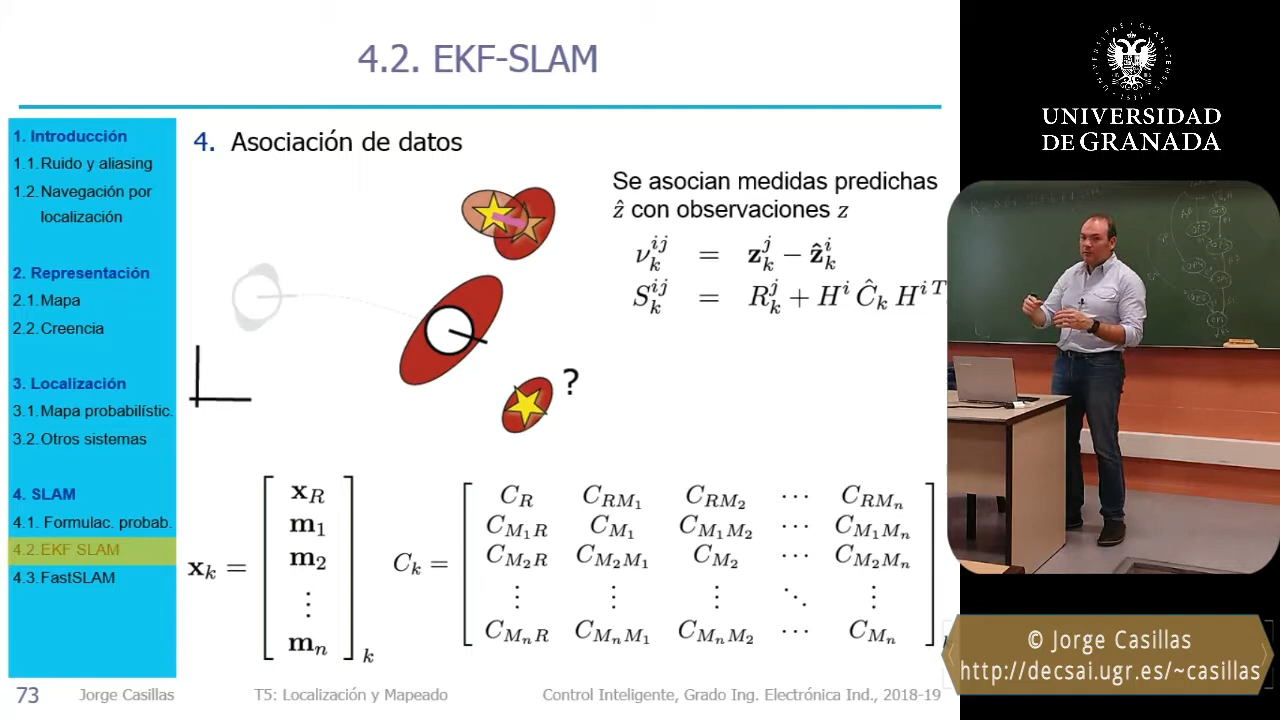 4.2. EKF-SLAM
1. Introducción
1.1. Ruido y aliasing
1.2. Navegación por
localización
2. Representación
2.1. Mapa
2.2. Creencia
3. Localización
3.1. Mapa probabilístic.
3.2. Otros sistemas
4. SLAM
4.1. Formulac. probab.
4.2. EKF SLAM
4.3. FastSLAM
4. Asociación de datos
Se asocian medidas predichas
ẑ con observaciones z
ν_k^{ij} = z_k^j − ẑ_k^i
S_k^{ij} = R_k^j + H^i Ĉ_k H^{i T}
?
x_k = [ x_R m_1 m_2 ⋮ m_n ]_k
C_k =
C_R C_{RM_1} C_{RM_2} ⋯ C_{RM_n}
C_{M_1R} C_{M_1} C_{M_1M_2} ⋯ C_{M_1M_n}
C_{M_2R} C_{M_2M_1} C_{M_2} ⋯ C_{M_2M_n}
⋮ ⋮ ⋮ ⋱ ⋮
C_{M_nR} C_{M_nM_1} C_{M_nM_2} ⋯ C_{M_n}
73 Jorge Casillas T5: Localización y Mapeado Control Inteligente, Grado Ing. Electrónica Ind., 2018-19
UNIVERSIDAD
DE GRANADA
© Jorge Casillas
http://decsai.ugr.es/~casillas